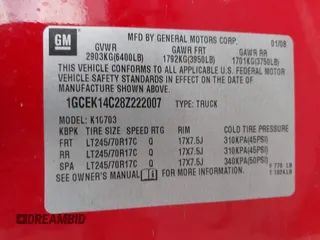 GM
MFD BY GENERAL MOTORS CORP. 01/08
GVWR GAWR FRT GAWR RR
2903KG(6400LB) 1792KG(3950LB) 1701KG(3750LB)
THIS VEHICLE CONFORMS TO ALL APPLICABLE U.S. FEDERAL MOTOR
VEHICLE SAFETY STANDARDS IN EFFECT ON THE DATE OF
MANUFACTURE SHOWN ABOVE.
1GCEK14C28Z222007 TYPE: TRUCK
MODEL: K10703
KBPK TIRE SIZE SPEED RTG RIM COLD TIRE PRESSURE
FRT LT245/70R17C Q 17X7.5J 310KPA(45PSI)
RR LT245/70R17C Q 17X7.5J 310KPA(45PSI)
SPA LT245/70R17C Q 17X7.5J 340KPA(50PSI)
SEE OWNER'S MANUAL FOR MORE INFORMATION.
DREAMBID